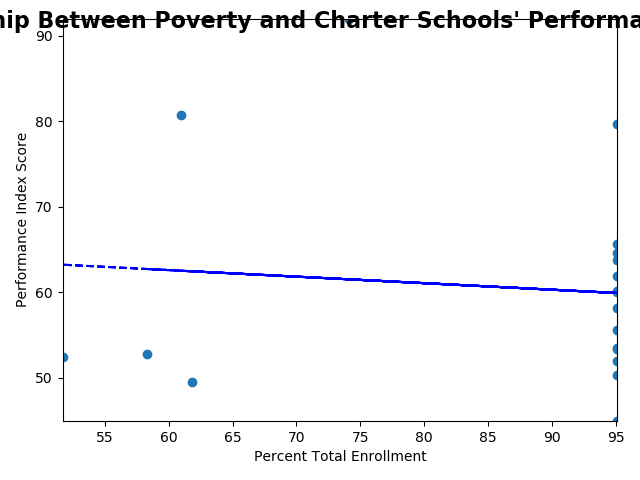 hip Between Poverty and Charter Schools' Performa
90
80
70
60
50
Performance Index Score
55 60 65 70 75 80 85 90 95
Percent Total Enrollment